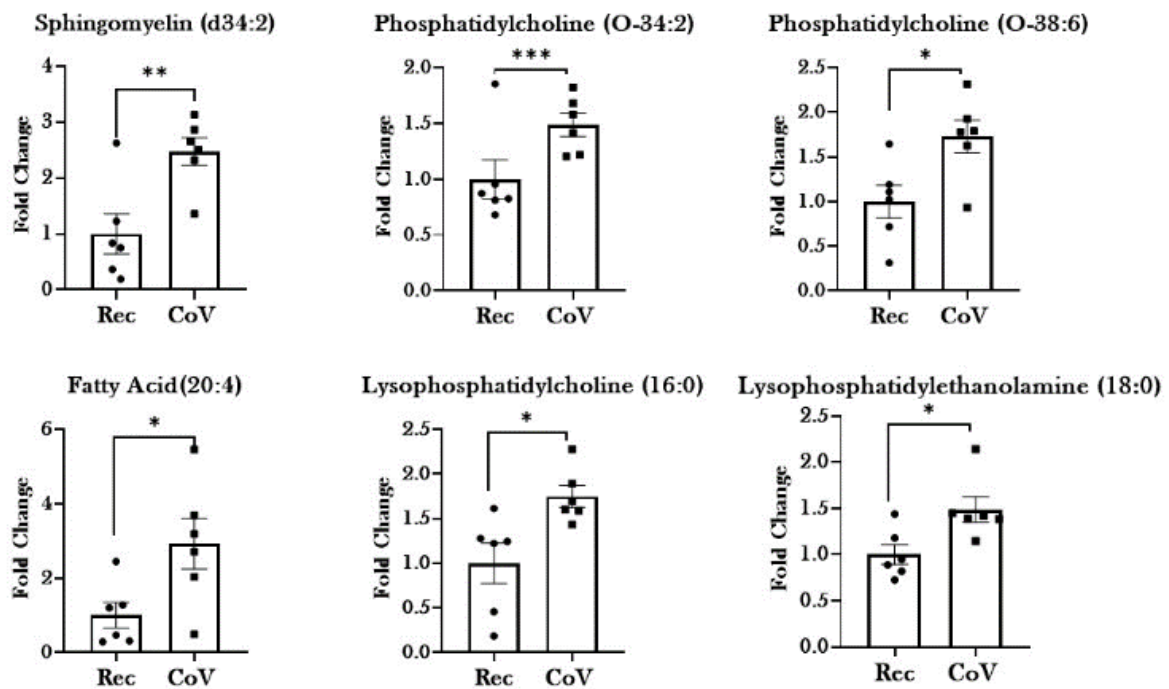 Sphingomyelin (d34:2)
Phosphatidylcholine (O-34:2)
Phosphatidylcholine (O-38:6)
**
***
*
Fold Change
4
3
2
1
0
Rec CoV
Fold Change
2.0
1.5
1.0
0.5
0.0
Rec CoV
Fold Change
2.5
2.0
1.5
1.0
0.5
0.0
Rec CoV
Fatty Acid(20:4)
Lysophosphatidylcholine (16:0)
Lysophosphatidylethanolamine (18:0)
*
*
*
Fold Change
6
4
2
0
Rec CoV
Fold Change
2.5
2.0
1.5
1.0
0.5
0.0
Rec CoV
Fold Change
2.5
2.0
1.5
1.0
0.5
0.0
Rec CoV